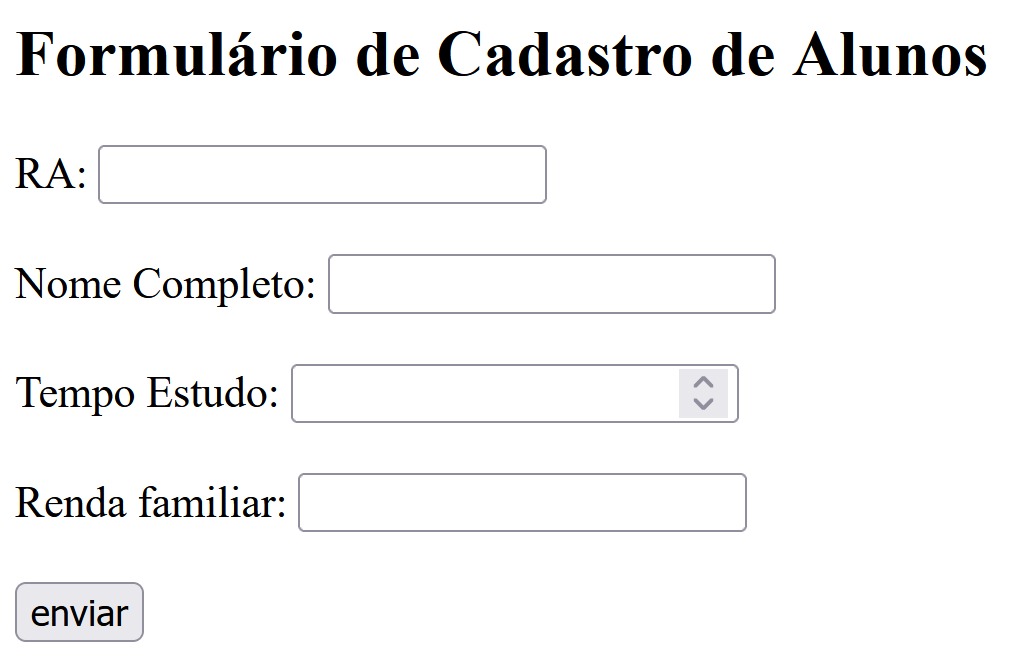 Formulário de Cadastro de Alunos
RA:
Nome Completo:
Tempo Estudo:
Renda familiar:
enviar